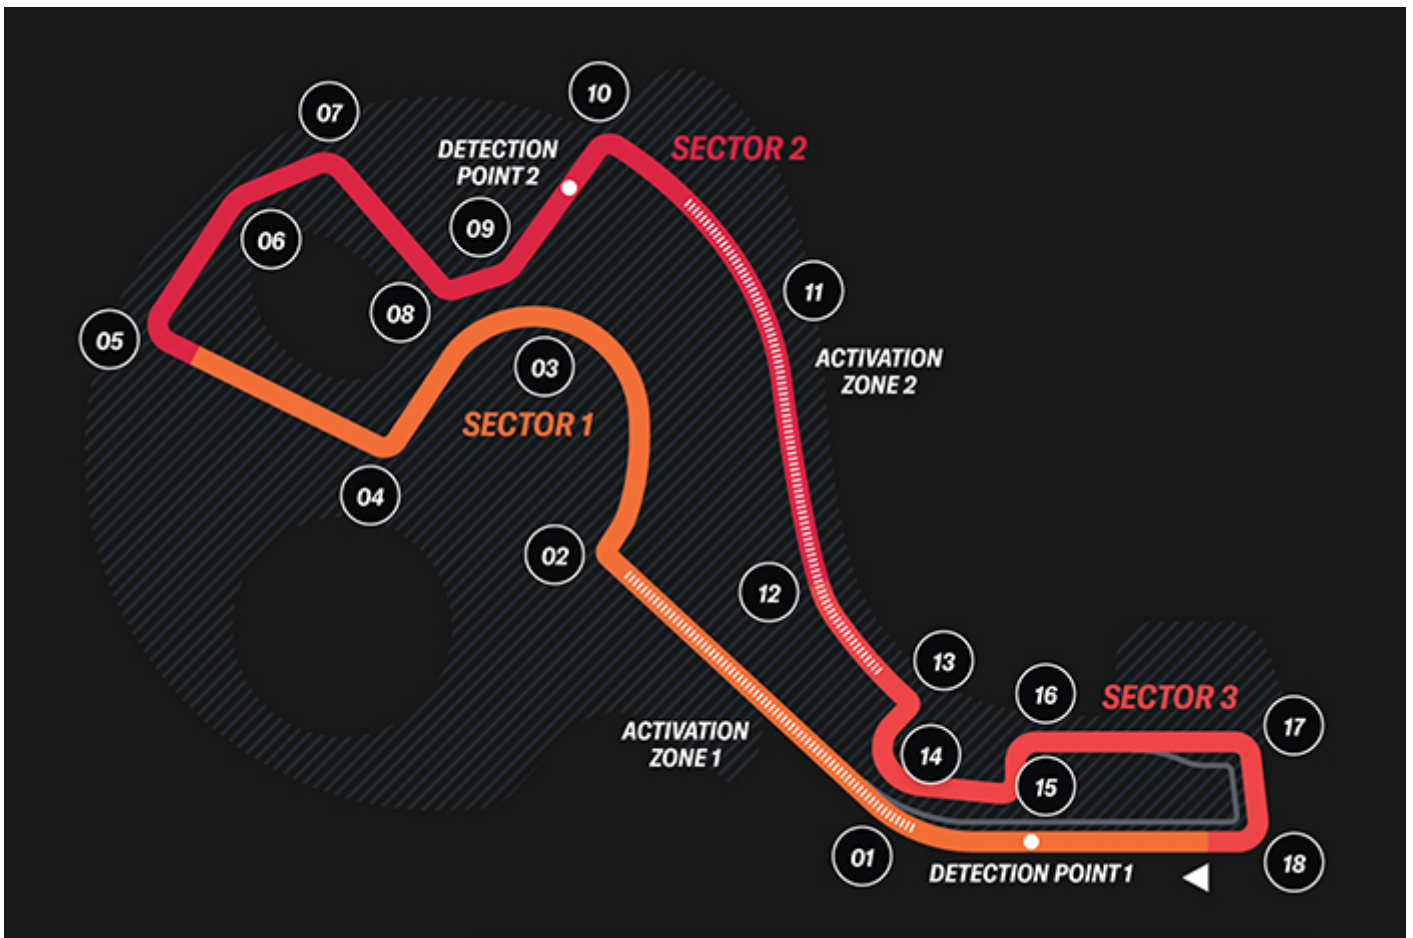 10
07
DETECTION
POINT 2
SECTOR 2
09
06
11
08
05
ACTIVATION
ZONE 2
03
SECTOR 1
04
02
12
13
16
SECTOR 3
17
ACTIVATION
ZONE 1
14
15
01
DETECTION POINT 1
18